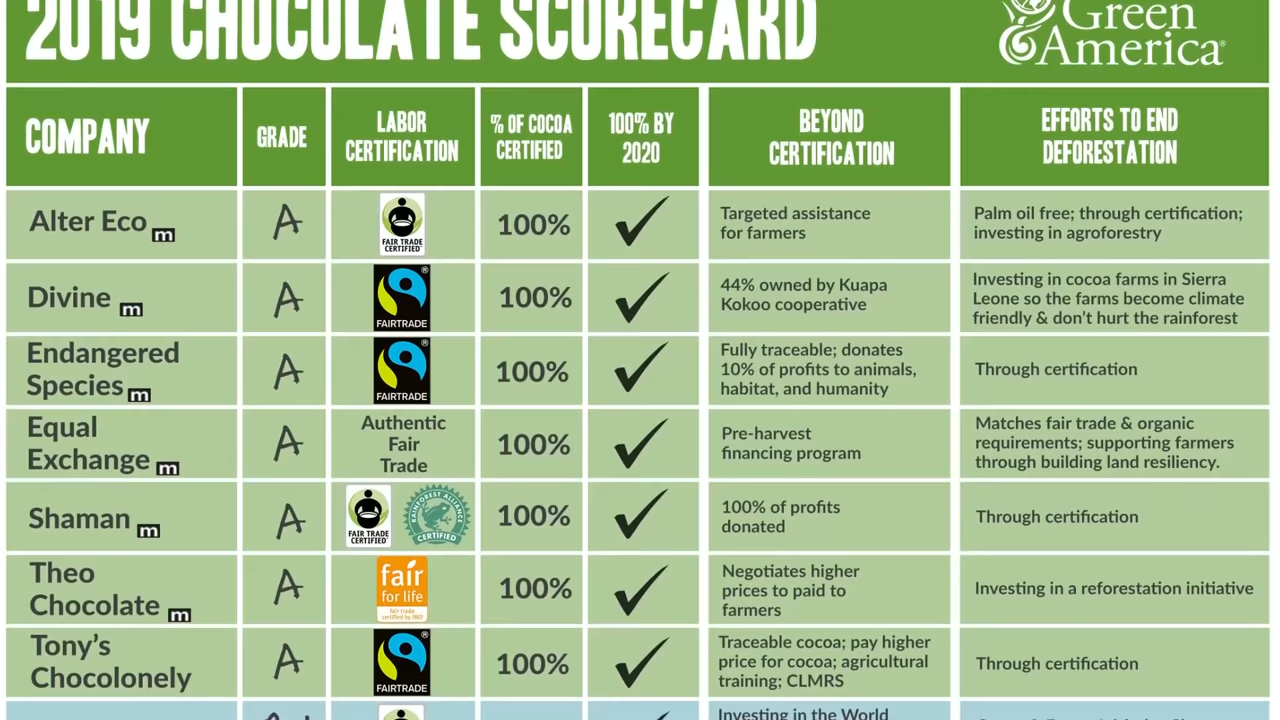 2019 CHOCOLATE SCORECARD
Green
America®
COMPANY
GRADE
LABOR
CERTIFICATION
% OF COCOA
CERTIFIED
100% BY
2020
BEYOND
CERTIFICATION
EFFORTS TO END
DEFORESTATION
Alter Eco m
A
FAIR TRADE
CERTIFIED
100%
Targeted assistance
for farmers
Palm oil free; through certification;
investing in agroforestry
Divine m
A
FAIRTRADE
100%
44% owned by Kuapa
Kokoo cooperative
Investing in cocoa farms in Sierra
Leone so the farms become climate
friendly & don't hurt the rainforest
Endangered
Species m
A
FAIRTRADE
100%
Fully traceable; donates
10% of profits to animals,
habitat, and humanity
Through certification
Equal
Exchange m
A
Authentic
Fair
Trade
100%
Pre-harvest
financing program
Matches fair trade & organic
requirements; supporting farmers
through building land resiliency.
Shaman m
A
FAIR TRADE
CERTIFIED
RAINFOREST ALLIANCE
CERTIFIED
100%
100% of profits
donated
Through certification
Theo
Chocolate m
A
fair
for life
fair trade
certified by IMO
100%
Negotiates higher
prices to paid to
farmers
Investing in a reforestation initiative
Tony's
Chocolonely
A
FAIRTRADE
100%
Traceable cocoa; pay higher
price for cocoa; agricultural
training; CLMRS
Through certification
Investing in the World